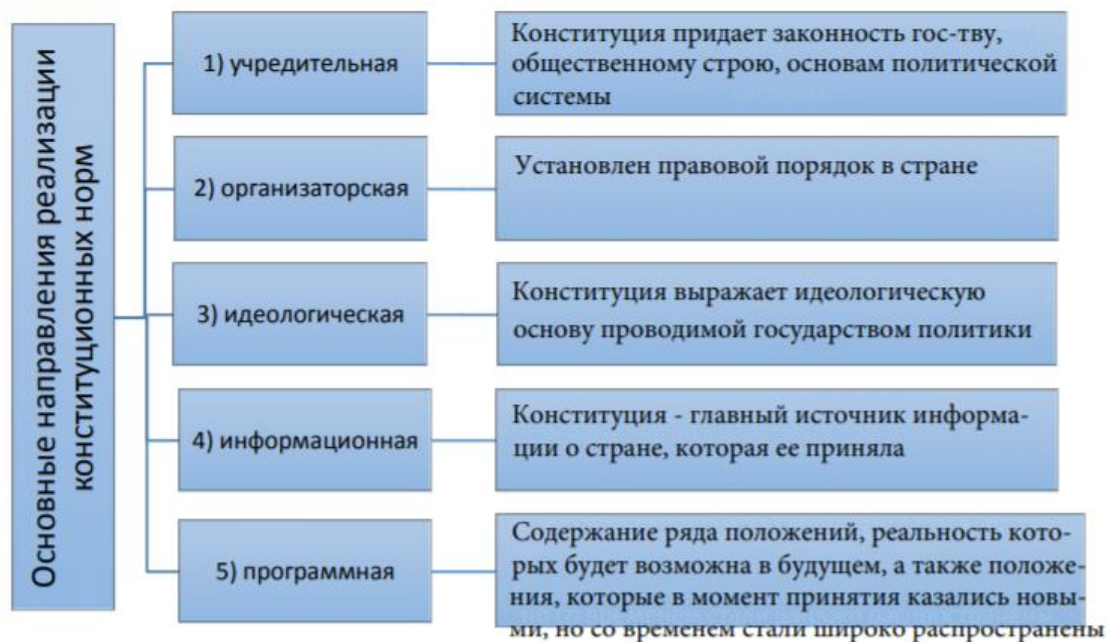 Основные направления реализации
конституционных норм
1) учредительная
Конституция придает законность гос-тву,
общественному строю, основам политической
системы
2) организаторская
Установлен правовой порядок в стране
3) идеологическая
Конституция выражает идеологическую
основу проводимой государством политики
4) информационная
Конституция - главный источник информа-
ции о стране, которая ее приняла
5) программная
Содержание ряда положений, реальность кото-
рых будет возможна в будущем, а также положе-
ния, которые в момент принятия казались новы-
ми, но со временем стали широко распространены